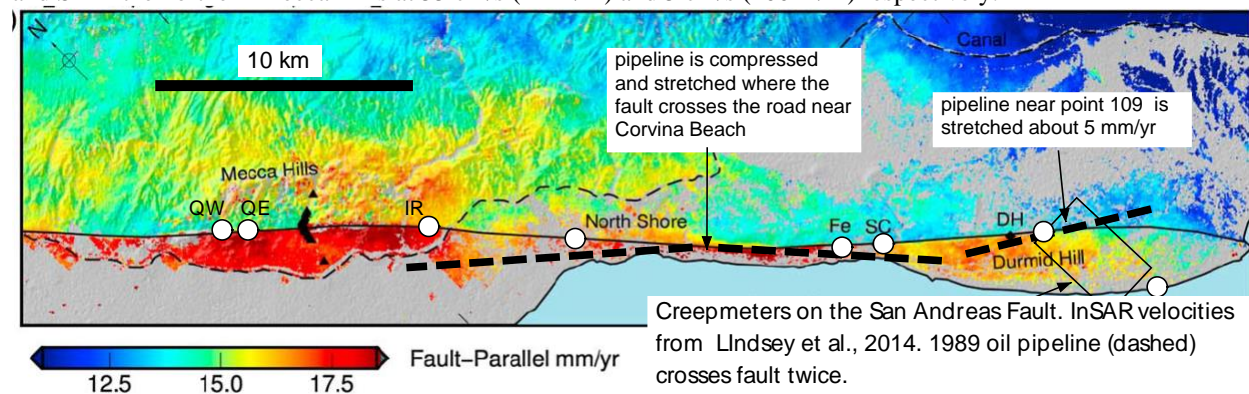 N
10 km
Canal
pipeline is compressed
and stretched where the
fault crosses the road near
Corvina Beach
pipeline near point 109 is
stretched about 5 mm/yr
Mecca Hills
QW QE
IR
North Shore
Fe SC
DH
Durmid Hill
Creepmeters on the San Andreas Fault. InSAR velocities
from LIndsey et al., 2014. 1989 oil pipeline (dashed)
crosses fault twice.
Fault-Parallel mm/yr
12.5 15.0 17.5